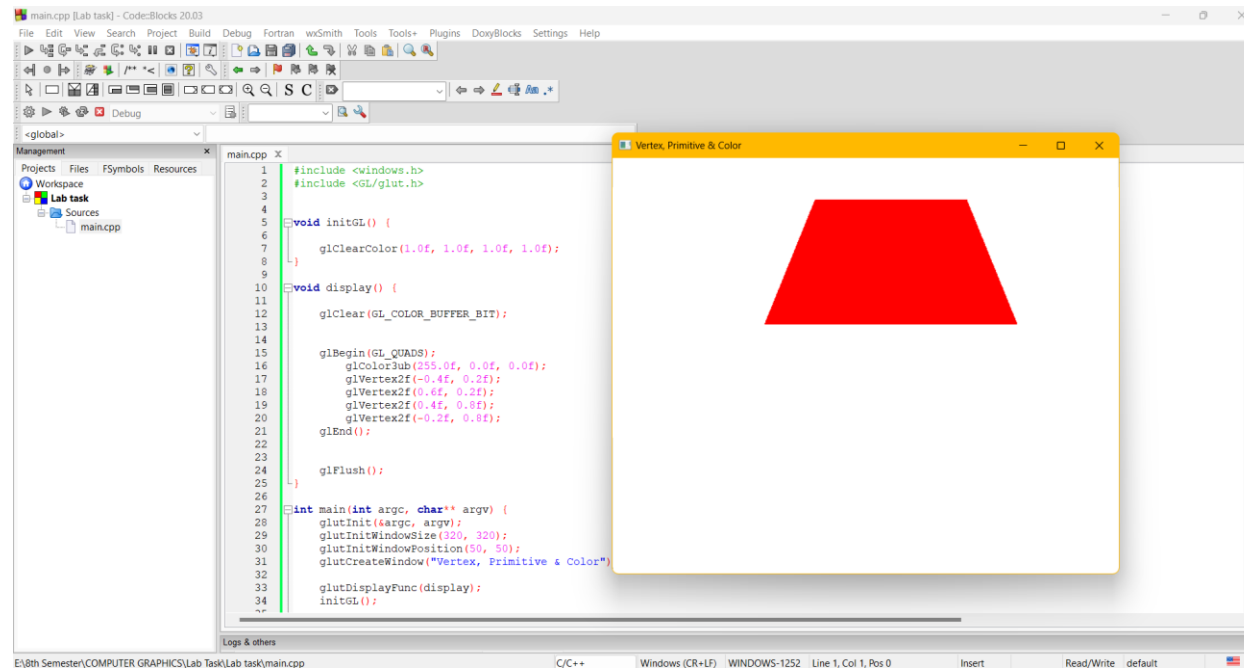 main.cpp [Lab task] - Code::Blocks 20.03
File Edit View Search Project Build Debug Fortran wxSmith Tools Tools+ Plugins DoxyBlocks Settings Help
S C
Debug
<global>
Management
Projects Files FSymbols Resources
Workspace
Lab task
Sources
main.cpp
main.cpp X
1 #include <windows.h>
2 #include <GL/glut.h>
3
4
5 void initGL() {
6
7 glClearColor(1.0f, 1.0f, 1.0f, 1.0f);
8 }
9
10 void display() {
11
12 glClear(GL_COLOR_BUFFER_BIT);
13
14
15 glBegin(GL_QUADS);
16 glColor3ub(255.0f, 0.0f, 0.0f);
17 glVertex2f(-0.4f, 0.2f);
18 glVertex2f(0.6f, 0.2f);
19 glVertex2f(0.4f, 0.8f);
20 glVertex2f(-0.2f, 0.8f);
21 glEnd();
22
23
24 glFlush();
25 }
26
27 int main(int argc, char** argv) {
28 glutInit(&argc, argv);
29 glutInitWindowSize(320, 320);
30 glutInitWindowPosition(50, 50);
31 glutCreateWindow("Vertex, Primitive & Color")
32
33 glutDisplayFunc(display);
34 initGL();
Vertex, Primitive & Color
Logs & others
E:\8th Semester\COMPUTER GRAPHICS\Lab Task\Lab task\main.cpp C/C++ Windows (CR+LF) WINDOWS-1252 Line 1, Col 1, Pos 0 Insert Read/Write default